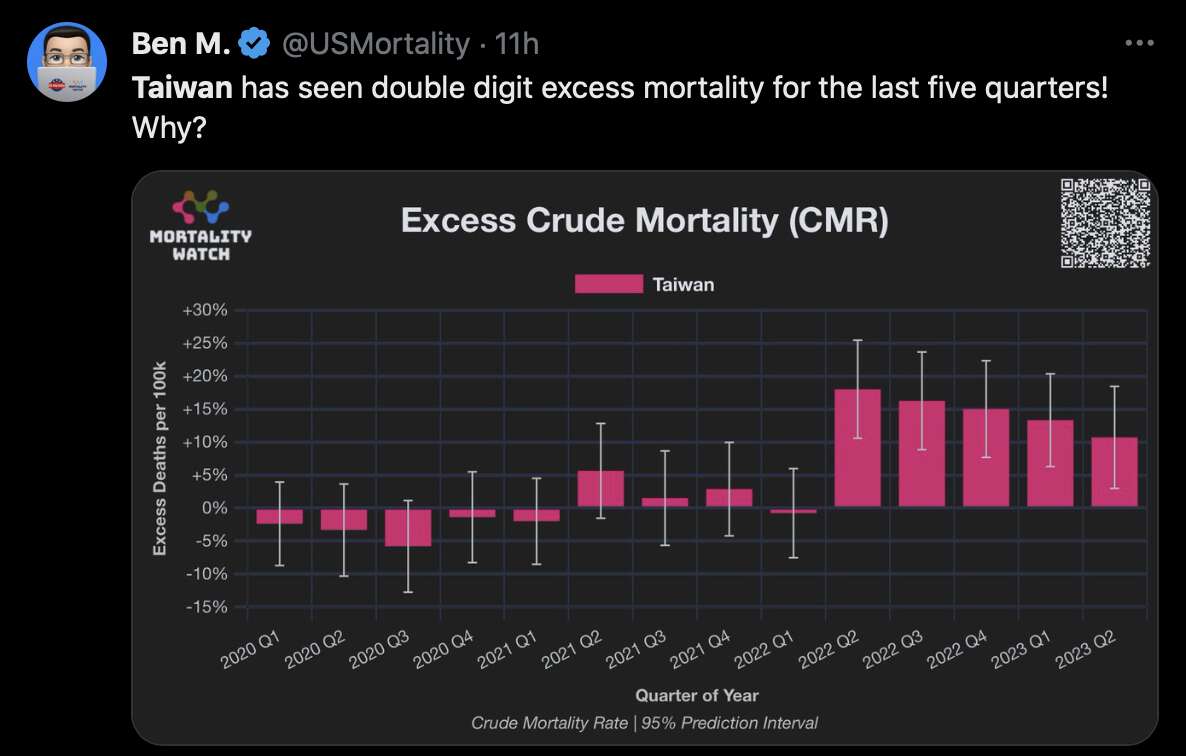 Ben M. @USMortality · 11h
Taiwan has seen double digit excess mortality for the last five quarters!
Why?
MORTALITY
WATCH
Excess Crude Mortality (CMR)
Taiwan
Excess Deaths per 100k
+30%
+25%
+20%
+15%
+10%
+5%
0%
-5%
-10%
-15%
2020 Q1
2020 Q2
2020 Q3
2020 Q4
2021 Q1
2021 Q2
2021 Q3
2021 Q4
2022 Q1
2022 Q2
2022 Q3
2022 Q4
2023 Q1
2023 Q2
Quarter of Year
Crude Mortality Rate | 95% Prediction Interval